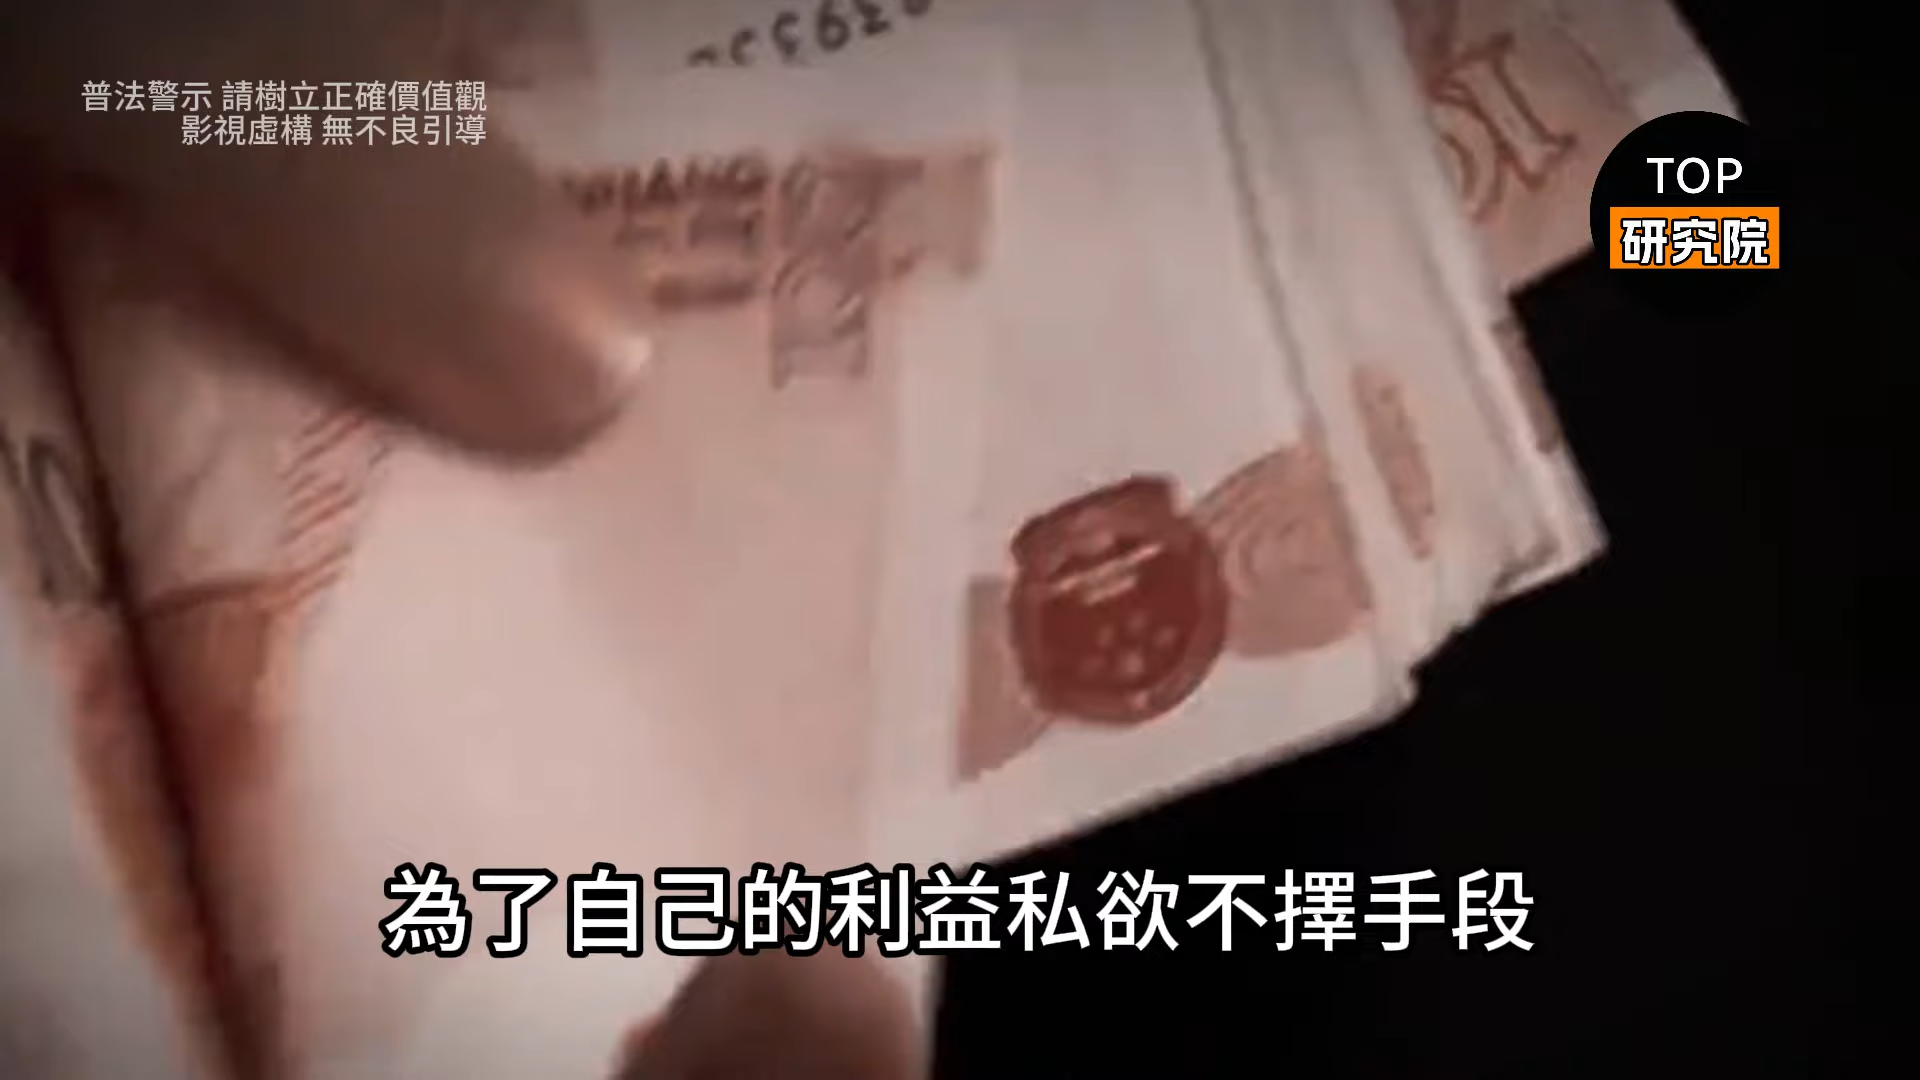 普法警示 請樹立正確價值觀
影視虛構 無不良引導
TOP
研究院
為了自己的利益私欲不擇手段